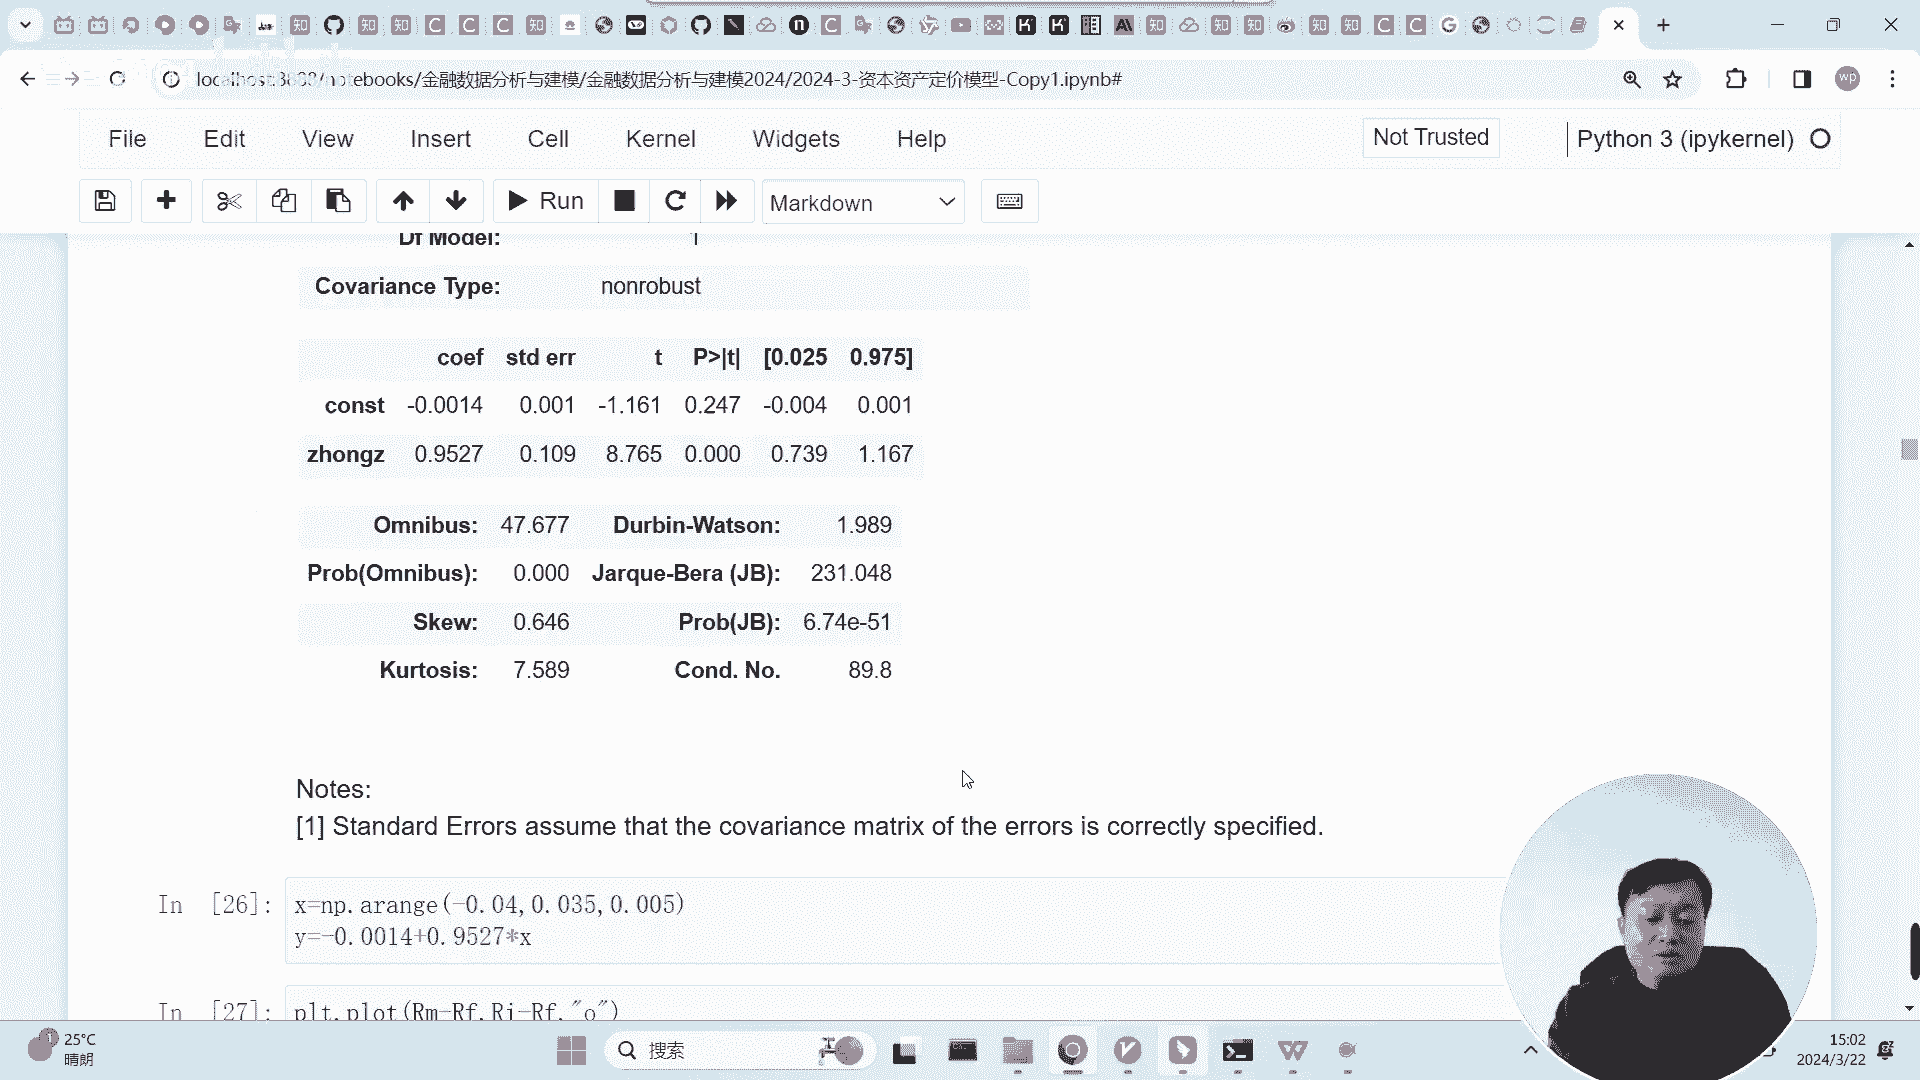 localhost:8888/notebooks/金融数据分析与建模/金融数据分析与建模2024/2024-3-资本资产定价模型-Copy1.ipynb#
wp
File Edit View Insert Cell Kernel Widgets Help Not Trusted Python 3 (ipykernel)
Run Markdown
Df Model: 1
Covariance Type: nonrobust
coef std err t P>|t| [0.025 0.975]
const -0.0014 0.001 -1.161 0.247 -0.004 0.001
zhongz 0.9527 0.109 8.765 0.000 0.739 1.167
Omnibus: 47.677 Durbin-Watson: 1.989
Prob(Omnibus): 0.000 Jarque-Bera (JB): 231.048
Skew: 0.646 Prob(JB): 6.74e-51
Kurtosis: 7.589 Cond. No. 89.8
Notes:
[1] Standard Errors assume that the covariance matrix of the errors is correctly specified.
In [26]: x=np.arange(-0.04,0.035,0.005)
y=-0.0014+0.9527*x
In [27]: plt.plot(Rm-Rf,Ri-Rf,"o")
25°C
晴朗
搜索
15:02
2024/3/22